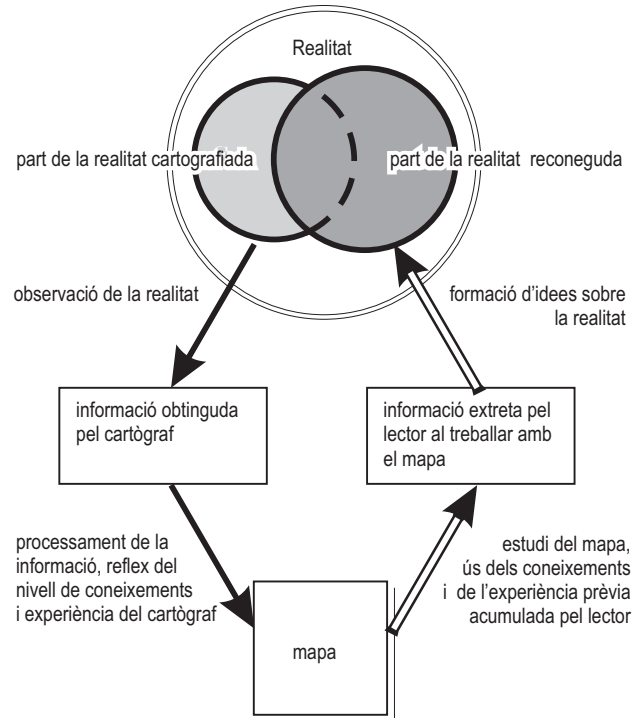 Realitat
part de la realitat cartografiada
part de la realitat reconeguda
observació de la realitat
formació d'idees sobre
la realitat
informació obtinguda
pel cartògraf
informació extreta pel
lector al treballar amb
el mapa
processament de la
informació, reflex del
nivell de coneixements
i experiència del cartògraf
estudi del mapa,
ús dels coneixements
i de l'experiència prèvia
acumulada pel lector
mapa